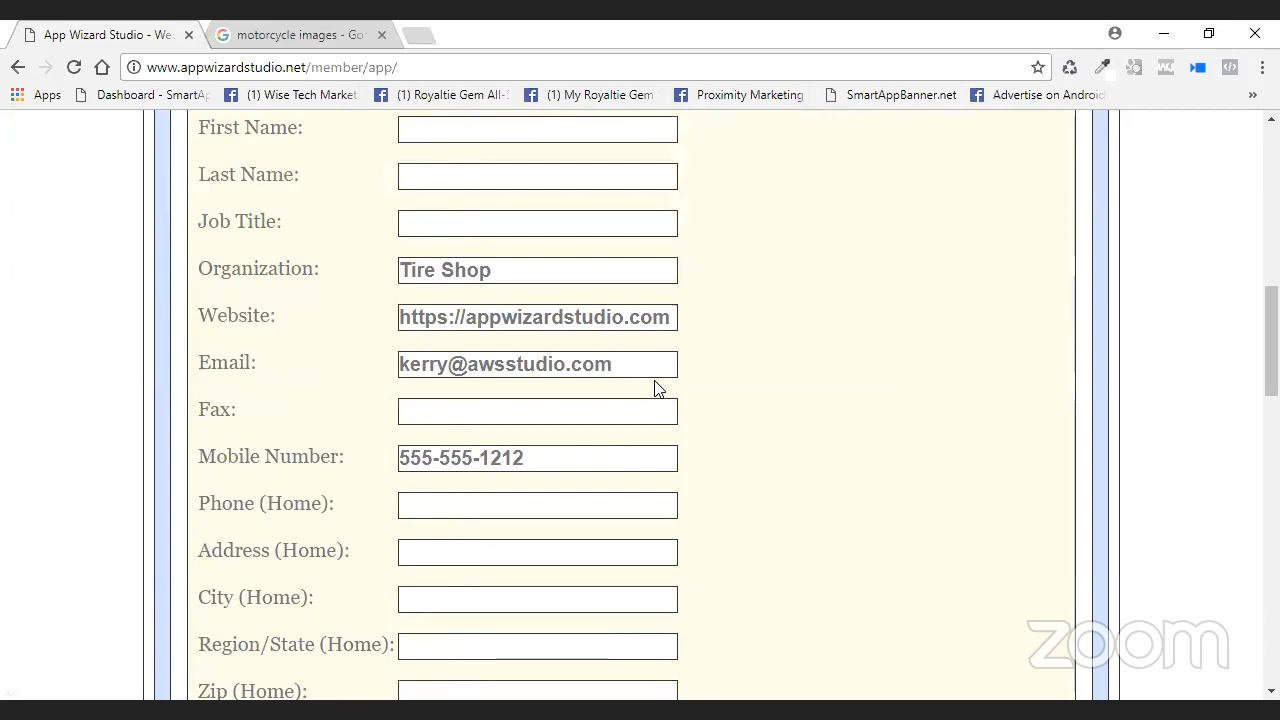 App Wizard Studio - We
motorcycle images - Go
www.appwizardstudio.net/member/app/
Apps
Dashboard - SmartAp
(1) Wise Tech Market
(1) Royaltie Gem All-
(1) My Royaltie Gem
Proximity Marketing
SmartAppBanner.net
Advertise on Android
»
First Name:
Last Name:
Job Title:
Organization: Tire Shop
Website: https://appwizardstudio.com
Email: kerry@awsstudio.com
Fax:
Mobile Number: 555-555-1212
Phone (Home):
Address (Home):
City (Home):
Region/State (Home):
Zip (Home):
zoom